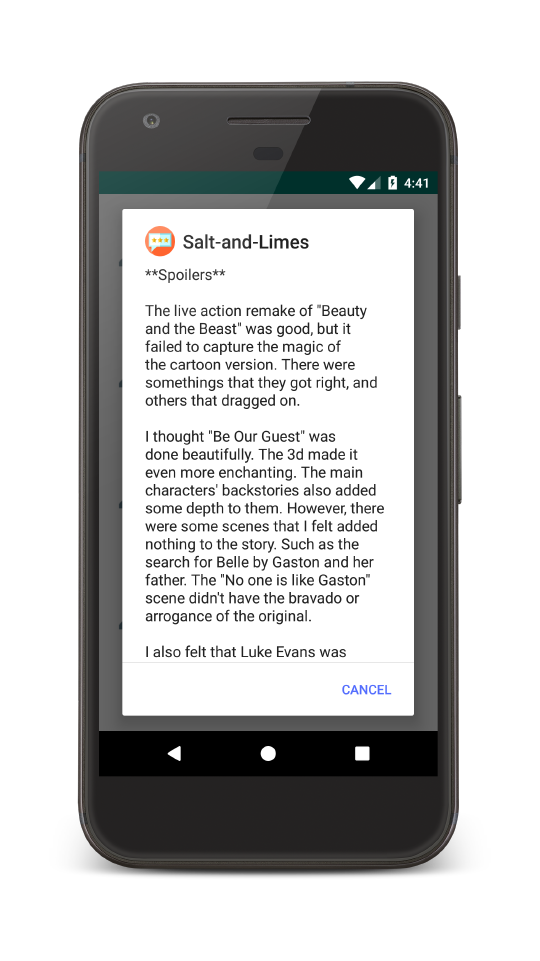 4:41
Salt-and-Limes
**Spoilers**
The live action remake of "Beauty
and the Beast" was good, but it
failed to capture the magic of
the cartoon version. There were
somethings that they got right, and
others that dragged on.
I thought "Be Our Guest" was
done beautifully. The 3d made it
even more enchanting. The main
characters' backstories also added
some depth to them. However, there
were some scenes that I felt added
nothing to the story. Such as the
search for Belle by Gaston and her
father. The "No one is like Gaston"
scene didn't have the bravado or
arrogance of the original.
I also felt that Luke Evans was
CANCEL